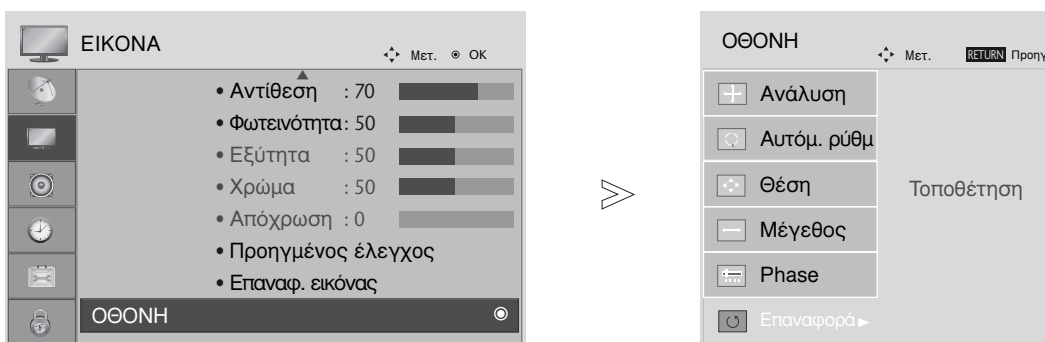 ΕΙΚΟΝΑ
Μετ. OK
• Αντίθεση : 70
• Φωτεινότητα : 50
• Εξύτητα : 50
• Χρώμα : 50
• Απόχρωση : 0
• Προηγμένος έλεγχος
• Επαναφ. εικόνας
ΟΘΟΝΗ
ΟΘΟΝΗ
Μετ. RETURN Προηγ
Ανάλυση
Αυτόμ. ρύθμ
Θέση
Μέγεθος
Phase
Επαναφορά ►
Τοποθέτηση